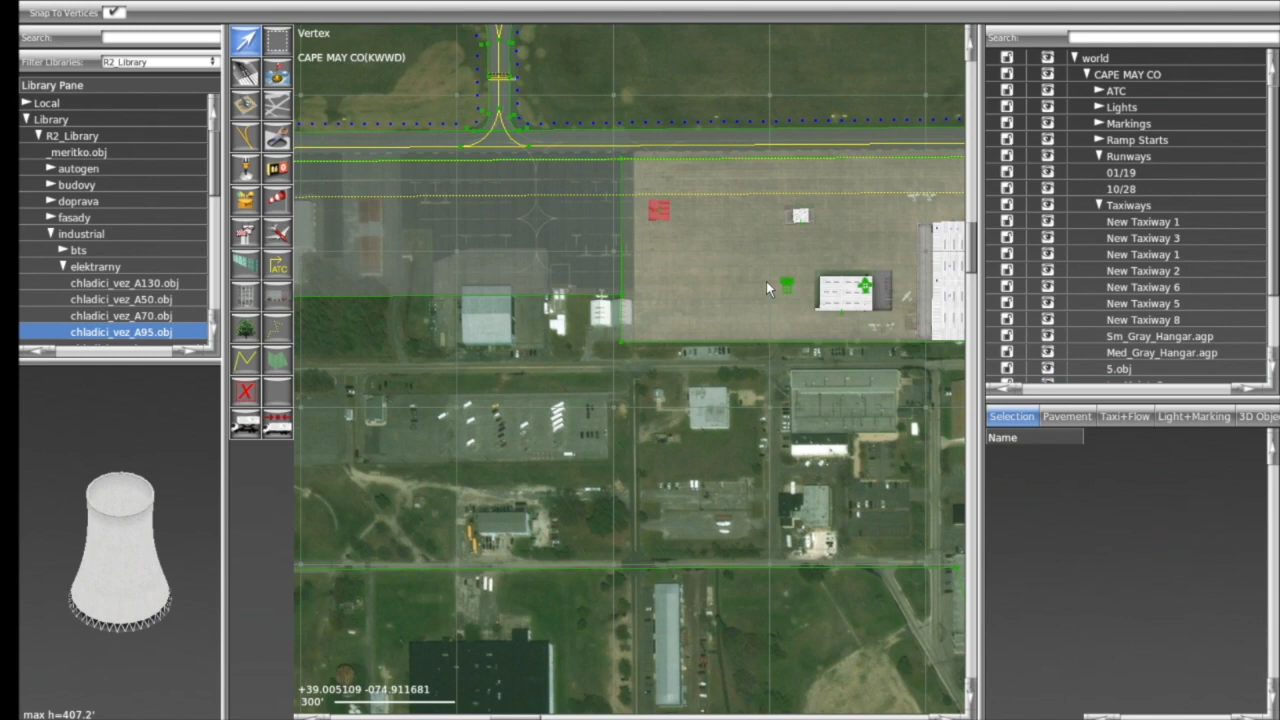 Snap To Vertices
Search:
Filter Libraries: R2_Library
Library Pane
Local
Library
R2_Library
_meritko.obj
autogen
budovy
doprava
fasady
industrial
bts
elektrarny
chladici_vez_A130.obj
chladici_vez_A50.obj
chladici_vez_A70.obj
chladici_vez_A95.obj
max h=407.2'
ATC
Vertex
CAPE MAY CO(KWWD)
+39.005109 -074.911681
300'
Search:
world
CAPE MAY CO
ATC
Lights
Markings
Ramp Starts
Runways
01/19
10/28
Taxiways
New Taxiway 1
New Taxiway 3
New Taxiway 1
New Taxiway 2
New Taxiway 6
New Taxiway 5
New Taxiway 8
Sm_Gray_Hangar.agp
Med_Gray_Hangar.agp
5.obj
Selection Pavement Taxi+Flow Light+Marking 3D Obje
Name